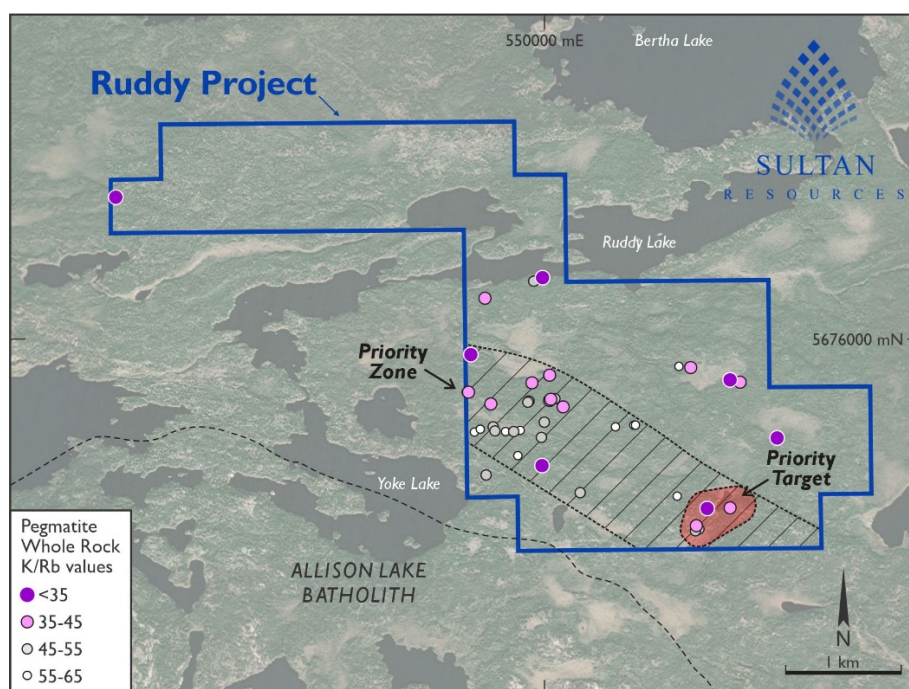 550000 mE
Bertha Lake
Ruddy Project
SULTAN
RESOURCES
Ruddy Lake
5676000 mN
Priority
Zone
Priority
Target
Yoke Lake
ALLISON LAKE
BATHOLITH
Pegmatite
Whole Rock
K/Rb values
<35
35-45
45-55
55-65
N
1 km